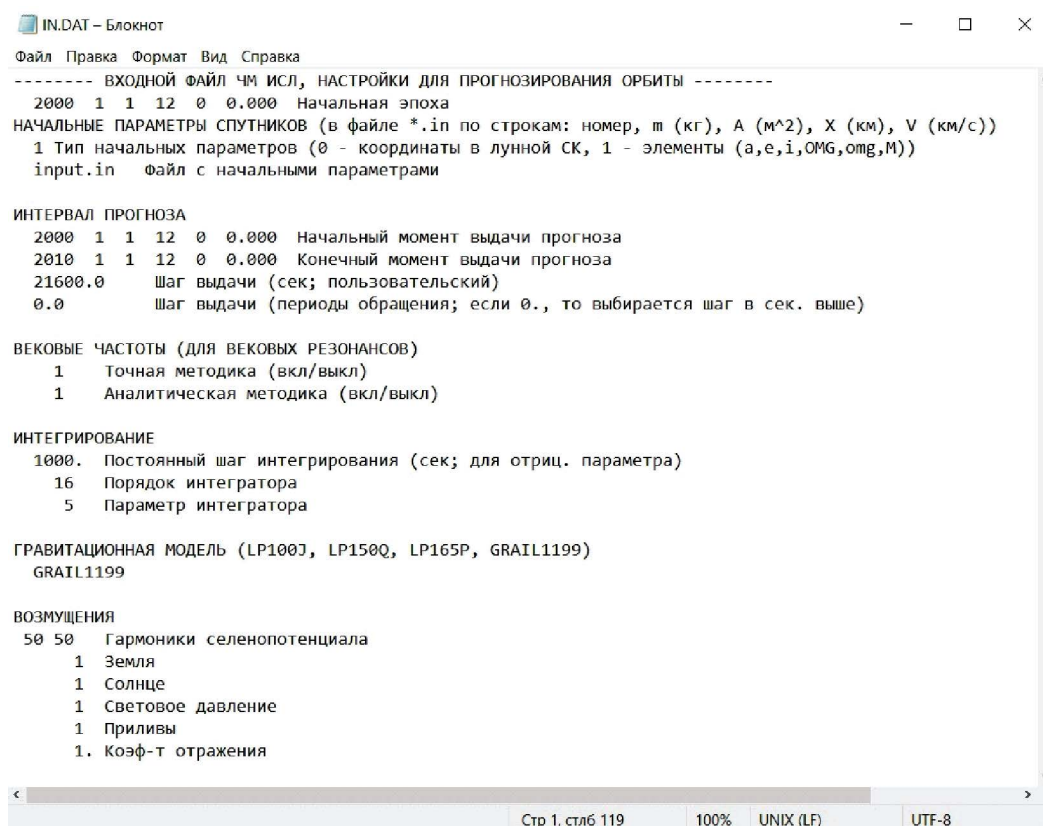 IN.DAT – Блокнот
Файл Правка Формат Вид Справка
-------- ВХОДНОЙ ФАЙЛ ЧМ ИСЛ, НАСТРОЙКИ ДЛЯ ПРОГНОЗИРОВАНИЯ ОРБИТЫ --------
2000 1 1 12 0 0.000 Начальная эпоха
НАЧАЛЬНЫЕ ПАРАМЕТРЫ СПУТНИКОВ (в файле *.in по строкам: номер, m (кг), A (м^2), X (км), V (км/с))
1 Тип начальных параметров (0 - координаты в лунной СК, 1 - элементы (a,e,i,OMG,omg,M))
input.in Файл с начальными параметрами
ИНТЕРВАЛ ПРОГНОЗА
2000 1 1 12 0 0.000 Начальный момент выдачи прогноза
2010 1 1 12 0 0.000 Конечный момент выдачи прогноза
21600.0 Шаг выдачи (сек; пользовательский)
0.0 Шаг выдачи (периоды обращения; если 0., то выбирается шаг в сек. выше)
ВЕКОВЫЕ ЧАСТОТЫ (ДЛЯ ВЕКОВЫХ РЕЗОНАНСОВ)
1 Точная методика (вкл/выкл)
1 Аналитическая методика (вкл/выкл)
ИНТЕГРИРОВАНИЕ
1000. Постоянный шаг интегрирования (сек; для отриц. параметра)
16 Порядок интегратора
5 Параметр интегратора
ГРАВИТАЦИОННАЯ МОДЕЛЬ (LP100J, LP150Q, LP165P, GRAIL1199)
GRAIL1199
ВОЗМУЩЕНИЯ
50 50 Гармоники селенопотенциала
1 Земля
1 Солнце
1 Световое давление
1 Приливы
1. Коэф-т отражения
Стр 1, стлб 119 100% UNIX (LF) UTF-8